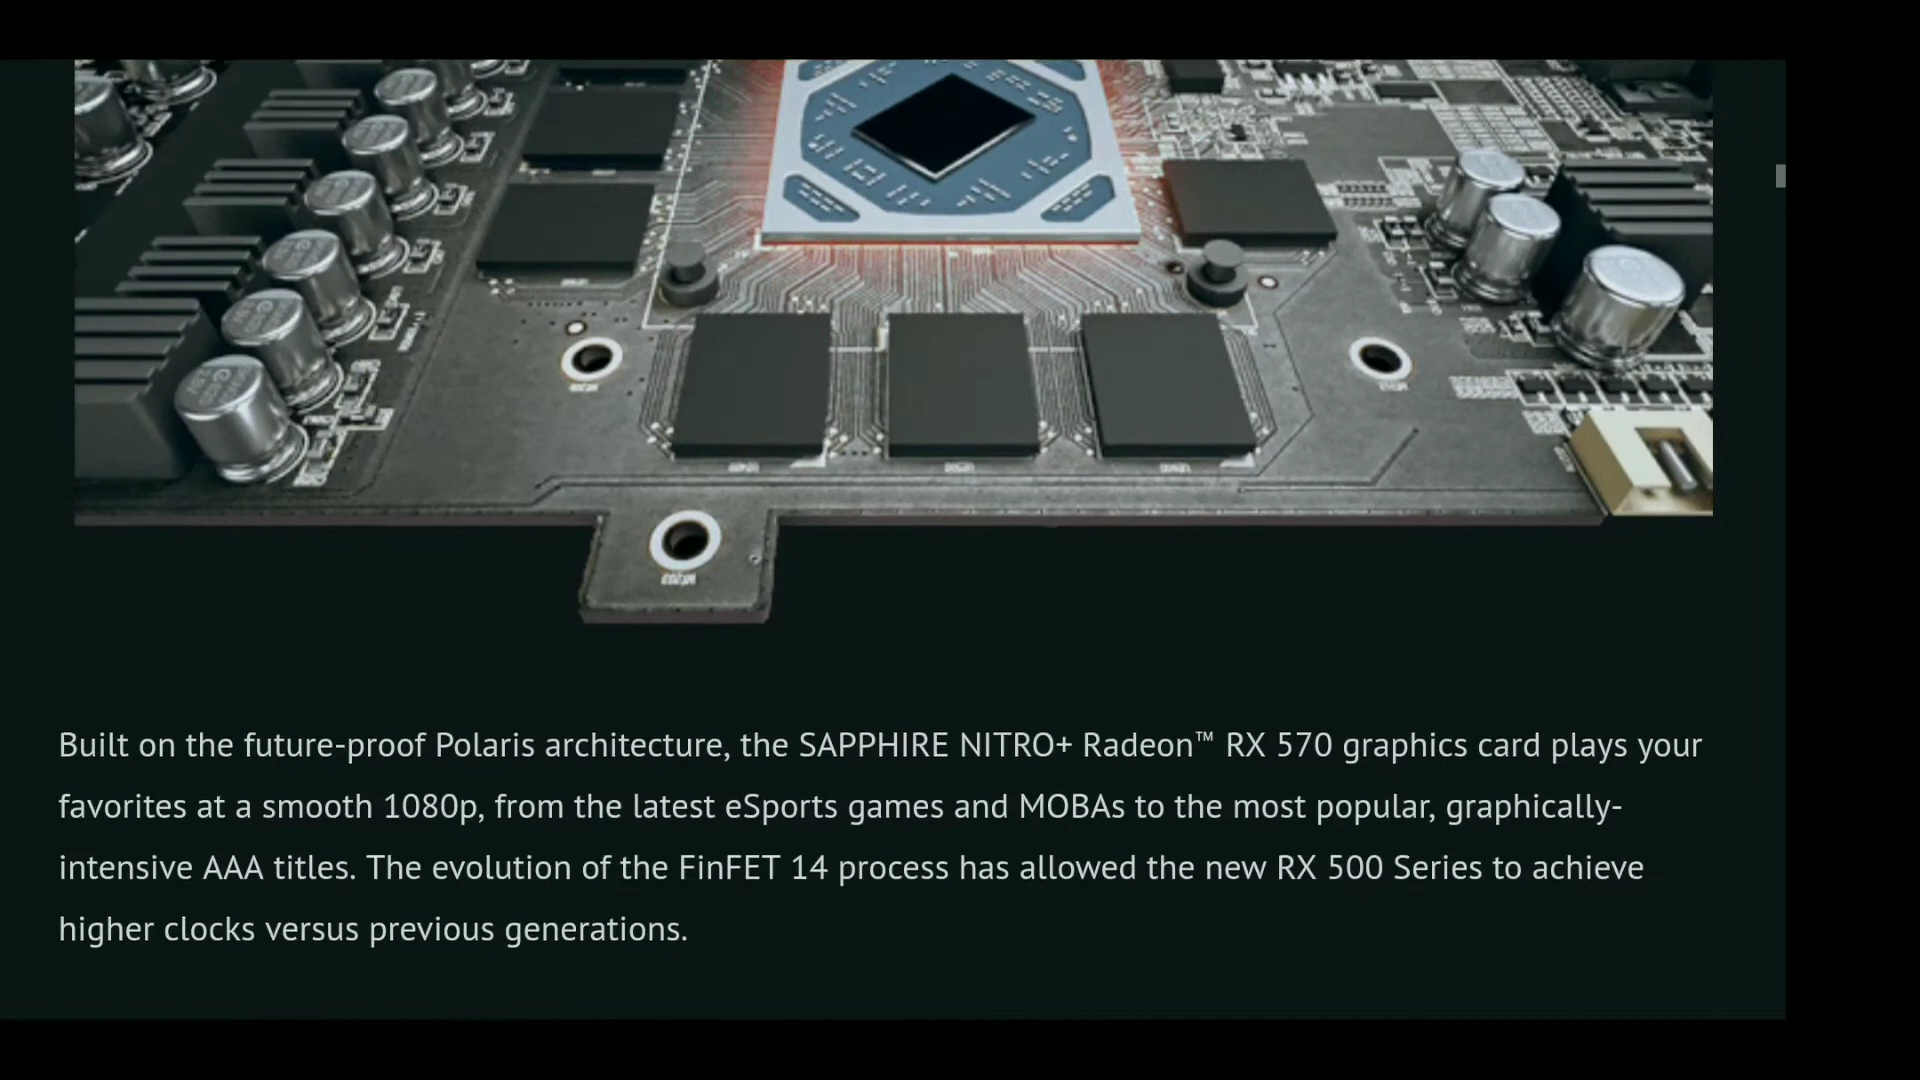 Built on the future-proof Polaris architecture, the SAPPHIRE NITRO+ Radeon™ RX 570 graphics card plays your
favorites at a smooth 1080p, from the latest eSports games and MOBAs to the most popular, graphically-
intensive AAA titles. The evolution of the FinFET 14 process has allowed the new RX 500 Series to achieve
higher clocks versus previous generations.